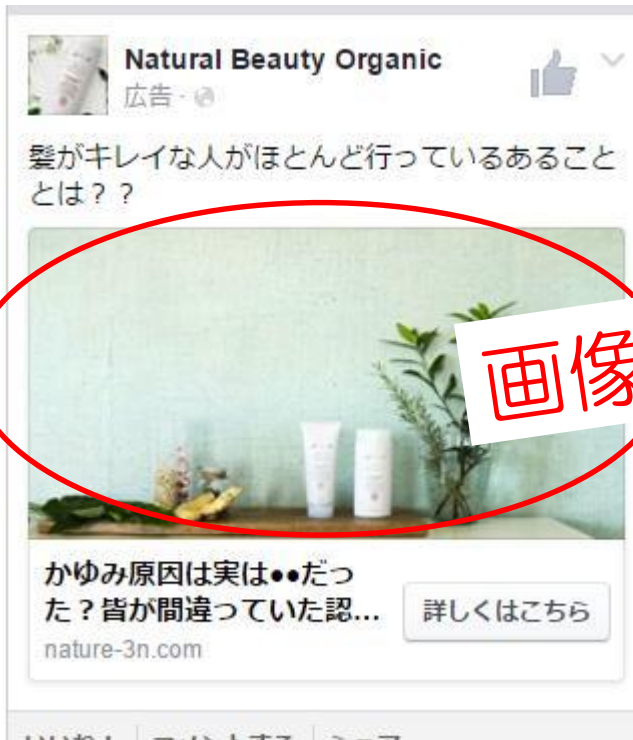 Natural Beauty Organic
広告
髪がキレイな人がほとんど行っているあること
とは？？
画像
かゆみ原因は実は●●だっ
た？皆が間違っていた認...
詳しくはこちら
nature-3n.com